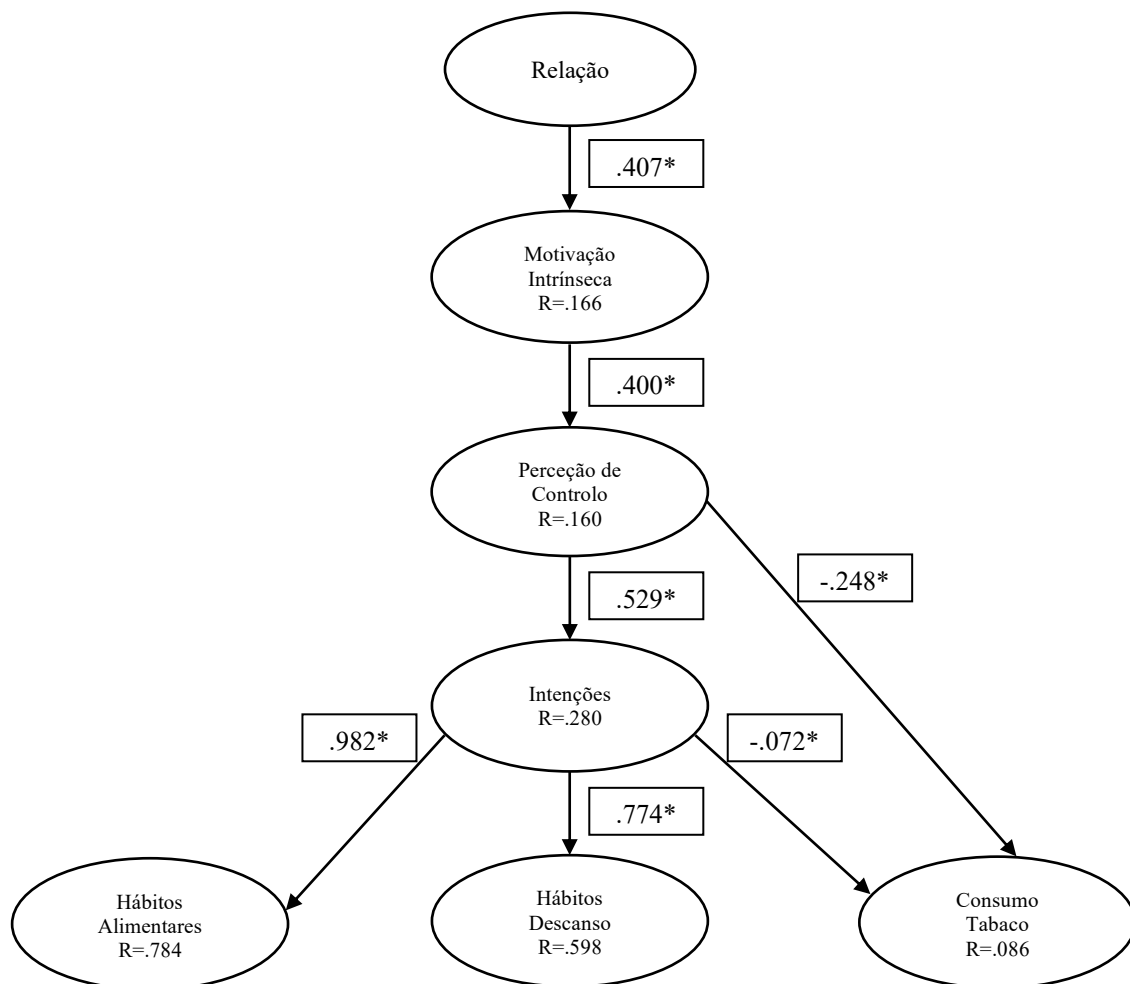 Relação
.407*
Motivação
Intrínseca
R=.166
.400*
Perceção de
Controlo
R=.160
-.248*
.529*
Intenções
R=.280
.982*
-.072*
.774*
Hábitos
Alimentares
R=.784
Hábitos
Descanso
R=.598
Consumo
Tabaco
R=.086